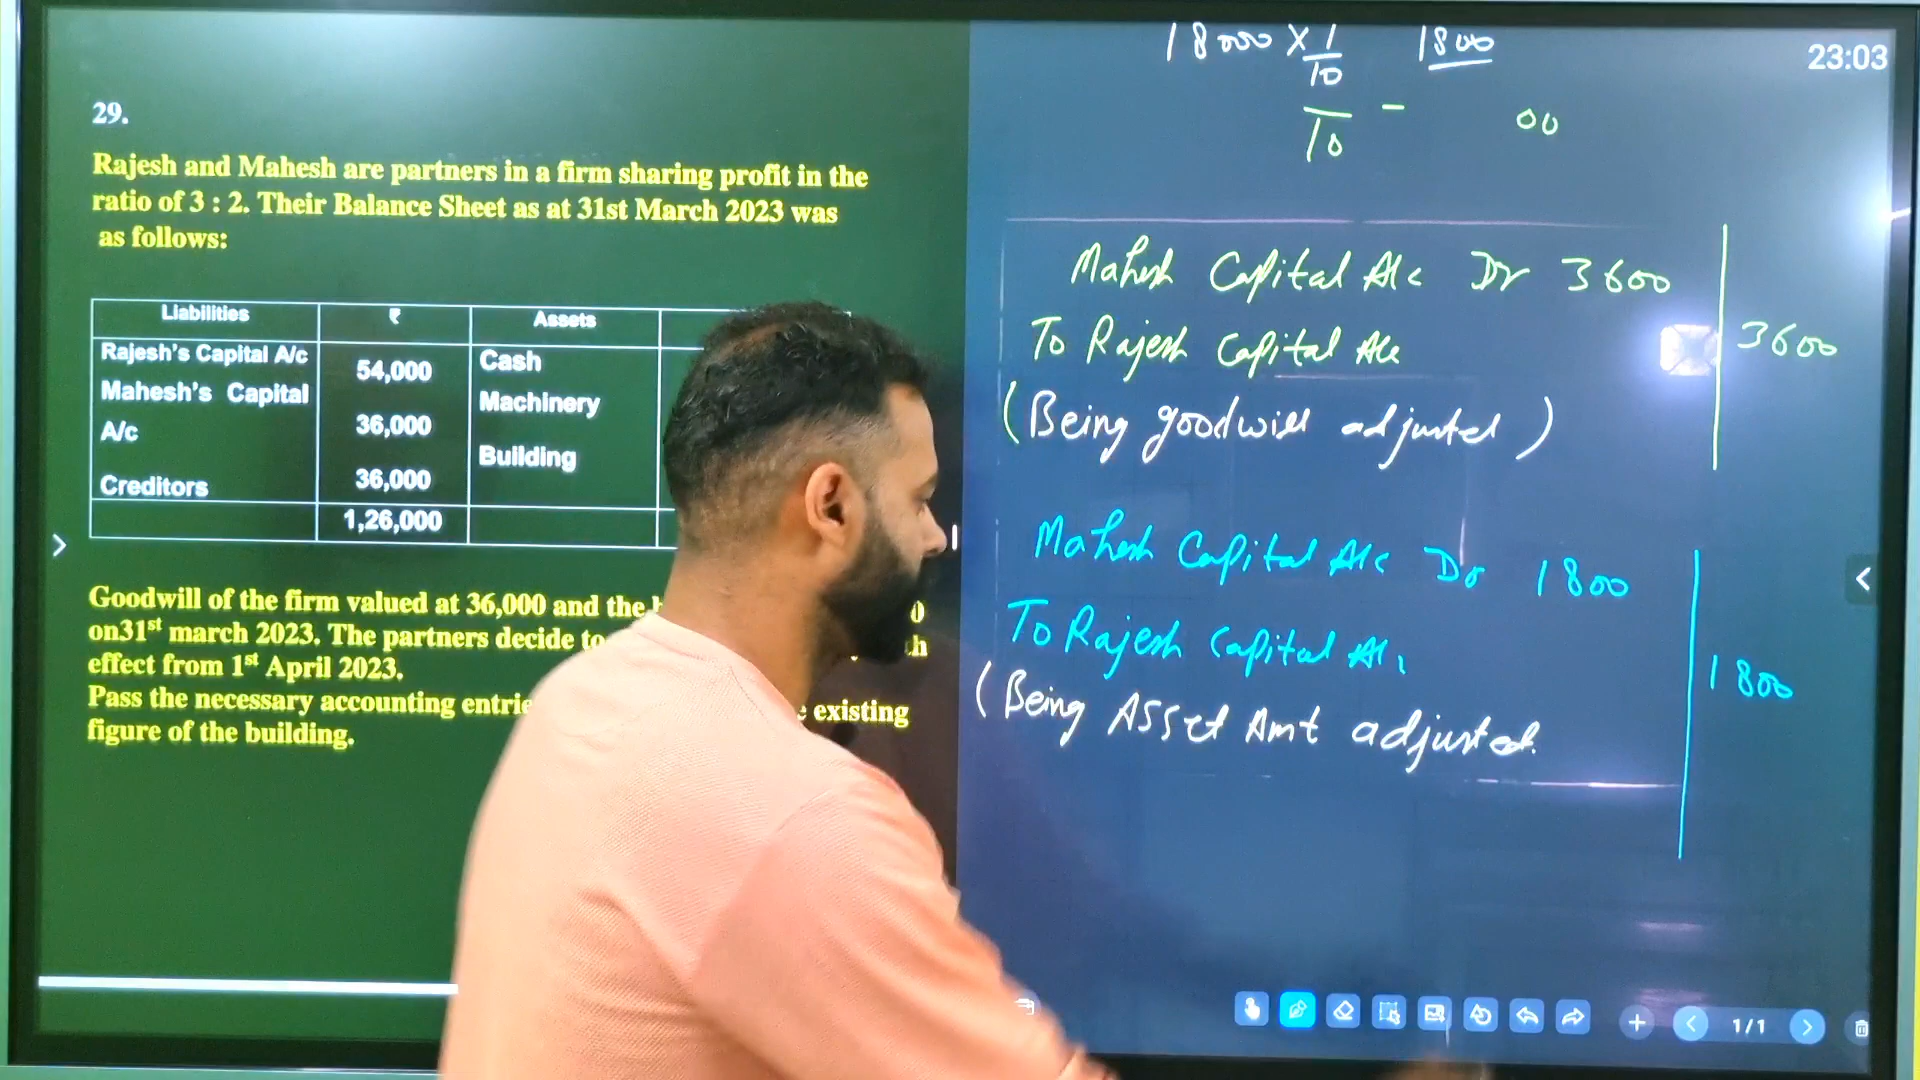 29.
Rajesh and Mahesh are partners in a firm sharing profit in the
ratio of 3 : 2. Their Balance Sheet as at 31st March 2023 was
as follows:
Liabilities ₹ Assets
Rajesh's Capital A/c 54,000 Cash
Mahesh's Capital A/c 36,000 Machinery
Creditors 36,000 Building
1,26,000
Goodwill of the firm valued at 36,000 and the
on31st march 2023. The partners decide to
effect from 1st April 2023.
Pass the necessary accounting existing
figure of the building.
18000 X 1/10 1800
10 - 00
23:03
Mahesh Capital A/c Dr 3600
To Rajesh Capital A/c 3600
(Being goodwill adjusted)
Mahesh Capital A/c Dr 1800
To Rajesh Capital A/c 1800
(Being Asset Amt adjusted.
1/1